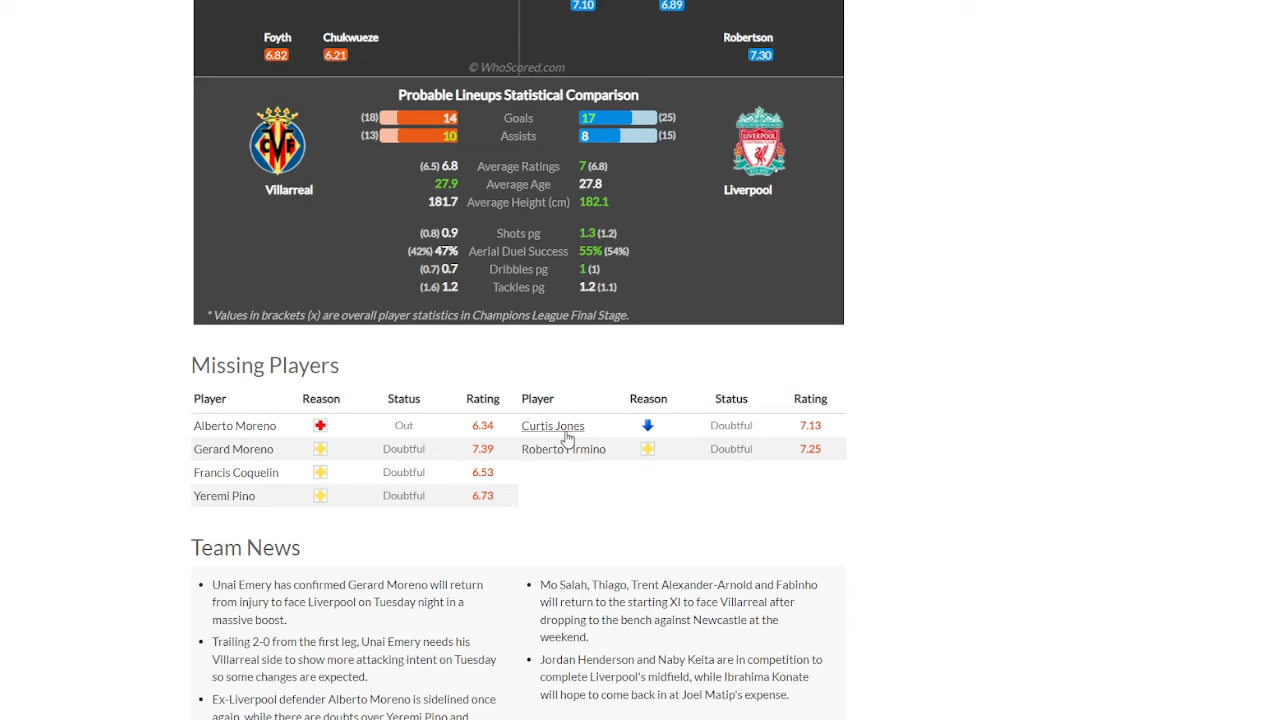 7.10 6.89
Foyth Chukwueze Robertson
6.82 6.21 7.30
© WhoScored.com
Probable Lineups Statistical Comparison
(18) 14 Goals 17 (25)
(13) 10 Assists 8 (15)
(6.5) 6.8 Average Ratings 7 (6.8)
27.9 Average Age 27.8
Villarreal Liverpool
181.7 Average Height (cm) 182.1
(0.8) 0.9 Shots pg 1.3 (1.2)
(42%) 47% Aerial Duel Success 55% (54%)
(0.7) 0.7 Dribbles pg 1 (1)
(1.6) 1.2 Tackles pg 1.2 (1.1)
* Values in brackets (x) are overall player statistics in Champions League Final Stage.
Missing Players
Player Reason Status Rating Player Reason Status Rating
Alberto Moreno Out 6.34 Curtis Jones Doubtful 7.13
Gerard Moreno Doubtful 7.39 Roberto Firmino Doubtful 7.25
Francis Coquelin Doubtful 6.53
Yeremi Pino Doubtful 6.73
Team News
• Unai Emery has confirmed Gerard Moreno will return
from injury to face Liverpool on Tuesday night in a
massive boost.
• Trailing 2-0 from the first leg, Unai Emery needs his
Villarreal side to show more attacking intent on Tuesday
so some changes are expected.
• Ex-Liverpool defender Alberto Moreno is sidelined once
again, while there are doubts over Yeremi Pino and
• Mo Salah, Thiago, Trent Alexander-Arnold and Fabinho
will return to the starting XI to face Villarreal after
dropping to the bench against Newcastle at the
weekend.
• Jordan Henderson and Naby Keita are in competition to
complete Liverpool's midfield, while Ibrahima Konate
will hope to come back in at Joel Matip's expense.